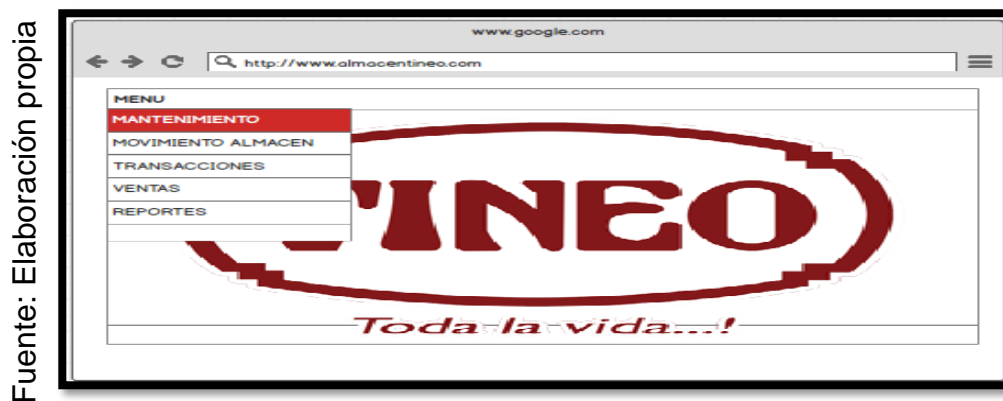 Fuente: Elaboración propia
www.google.com
http://www.almacentineo.com
MENU
MANTENIMIENTO
MOVIMIENTO ALMACEN
TRANSACCIONES
VENTAS
REPORTES
TINEO
Toda la vida...!